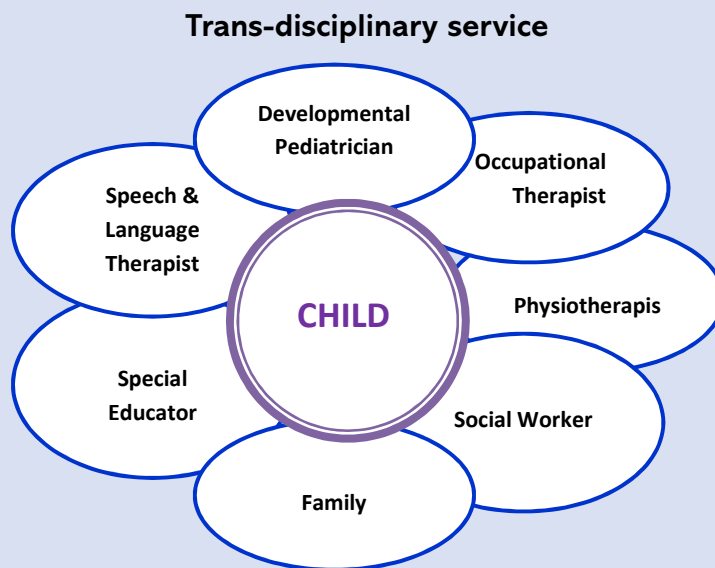 Trans-disciplinary service
Developmental
Pediatrician
Occupational
Therapist
Speech &
Language
Therapist
Physiotherapis
CHILD
Special
Educator
Social Worker
Family